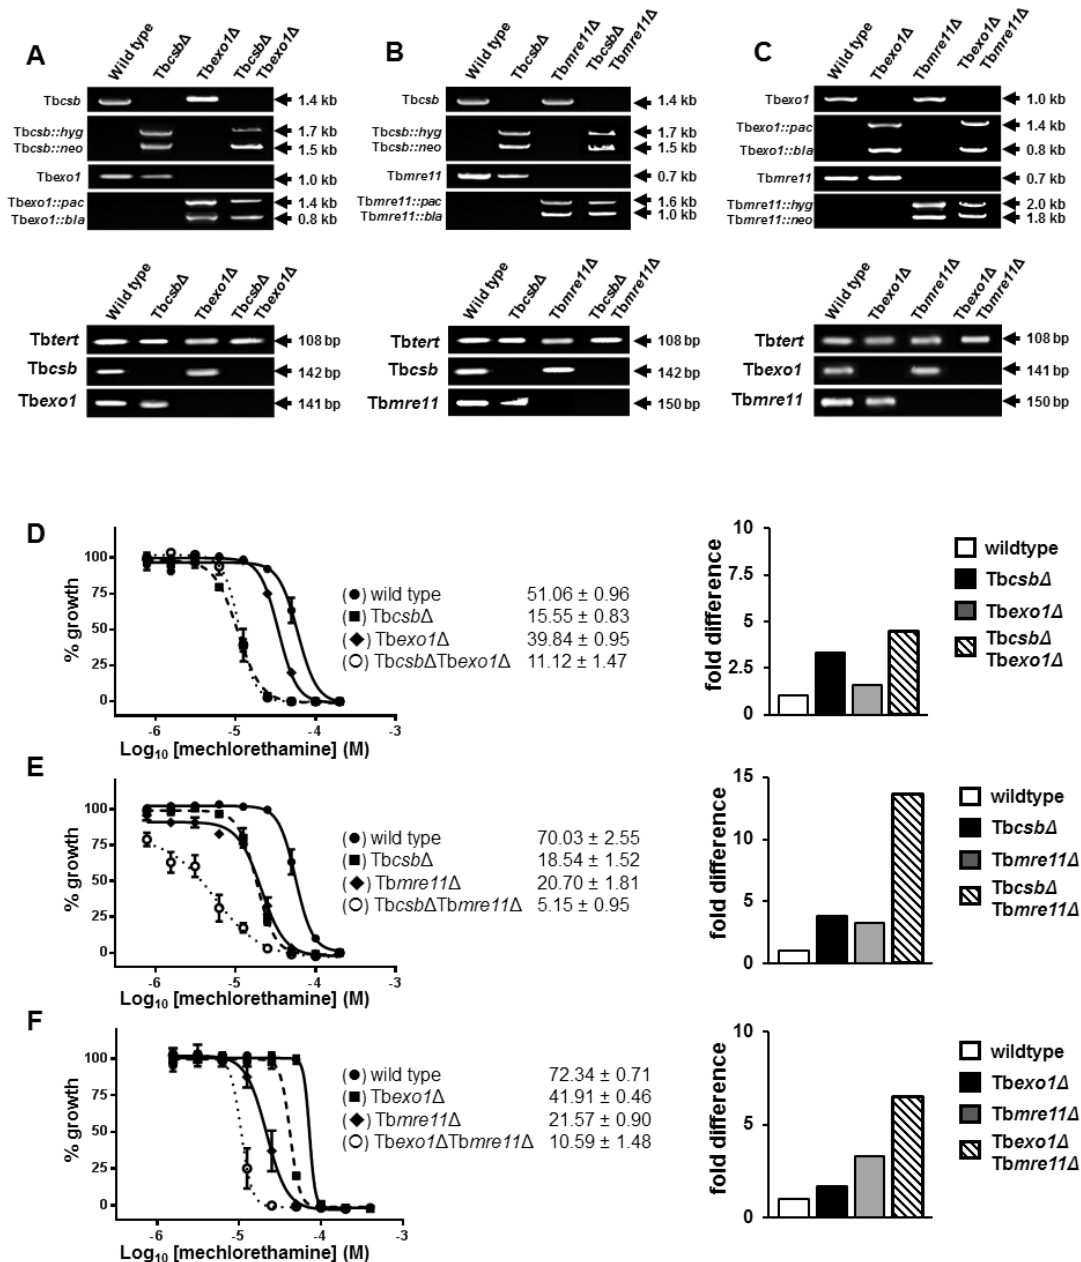 A
Wild type
TbcsbΔ
Tbexo1Δ
TbcsbΔ
Tbexo1Δ
Tbcsb
1.4 kb
Tbcsb::hyg
1.7 kb
Tbcsb::neo
1.5 kb
Tbexo1
1.0 kb
Tbexo1::pac
1.4 kb
Tbexo1::bla
0.8 kb
Wild type
TbcsbΔ
Tbexo1Δ
TbcsbΔ
Tbexo1Δ
Tbtert
108 bp
Tbcsb
142 bp
Tbexo1
141 bp
B
Wild type
TbcsbΔ
Tbmre11Δ
TbcsbΔ
Tbmre11Δ
Tbcsb
1.4 kb
Tbcsb::hyg
1.7 kb
Tbcsb::neo
1.5 kb
Tbmre11
0.7 kb
Tbmre11::pac
1.6 kb
Tbmre11::bla
1.0 kb
Wild type
TbcsbΔ
Tbmre11Δ
TbcsbΔ
Tbmre11Δ
Tbtert
108 bp
Tbcsb
142 bp
Tbmre11
150 bp
C
Wild type
Tbexo1Δ
Tbmre11Δ
Tbexo1Δ
Tbmre11Δ
Tbexo1
1.0 kb
Tbexo1::pac
1.4 kb
Tbexo1::bla
0.8 kb
Tbmre11
0.7 kb
Tbmre11::hyg
2.0 kb
Tbmre11::neo
1.8 kb
Wild type
Tbexo1Δ
Tbmre11Δ
Tbexo1Δ
Tbmre11Δ
Tbtert
108 bp
Tbexo1
141 bp
Tbmre11
150 bp
D
% growth
100
75
50
25
0
-6
-5
-4
-3
Log10 [mechlorethamine] (M)
(●) wild type 51.06 ± 0.96
(■) TbcsbΔ 15.55 ± 0.83
(◆) Tbexo1Δ 39.84 ± 0.95
(○) TbcsbΔTbexo1Δ 11.12 ± 1.47
fold difference
10
7.5
5
2.5
0
wildtype
TbcsbΔ
Tbexo1Δ
TbcsbΔ
Tbexo1Δ
E
% growth
100
75
50
25
0
-6
-5
-4
-3
Log10 [mechlorethamine] (M)
(●) wild type 70.03 ± 2.55
(■) TbcsbΔ 18.54 ± 1.52
(◆) Tbmre11Δ 20.70 ± 1.81
(○) TbcsbΔTbmre11Δ 5.15 ± 0.95
fold difference
15
10
5
0
wildtype
TbcsbΔ
Tbmre11Δ
TbcsbΔ
Tbmre11Δ
F
% growth
100
75
50
25
0
-6
-5
-4
-3
Log10 [mechlorethamine] (M)
(●) wild type 72.34 ± 0.71
(■) Tbexo1Δ 41.91 ± 0.46
(◆) Tbmre11Δ 21.57 ± 0.90
(○) Tbexo1ΔTbmre11Δ 10.59 ± 1.48
fold difference
10
5
0
wildtype
Tbexo1Δ
Tbmre11Δ
Tbexo1Δ
Tbmre11Δ